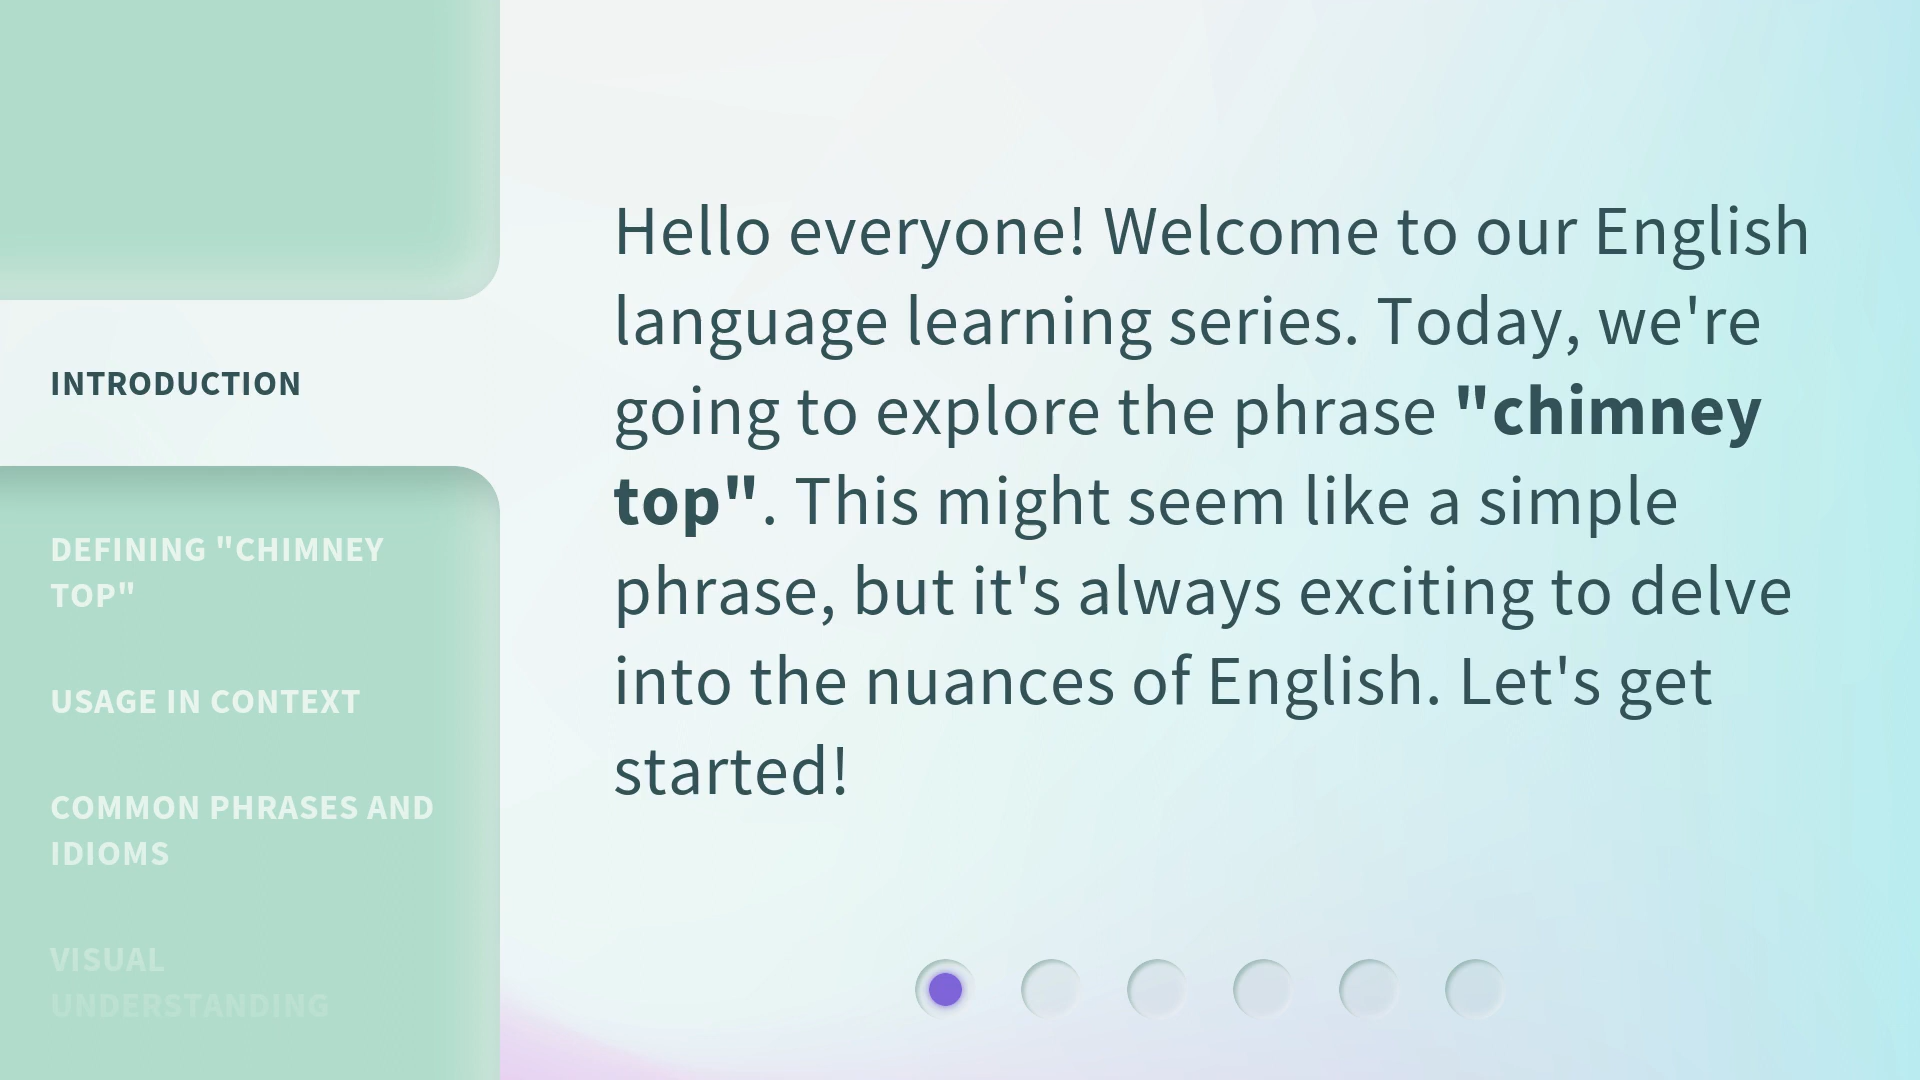 INTRODUCTION
DEFINING "CHIMNEY
TOP"
USAGE IN CONTEXT
COMMON PHRASES AND
IDIOMS
VISUAL
UNDERSTANDING
Hello everyone! Welcome to our English
language learning series. Today, we're
going to explore the phrase "chimney
top". This might seem like a simple
phrase, but it's always exciting to delve
into the nuances of English. Let's get
started!